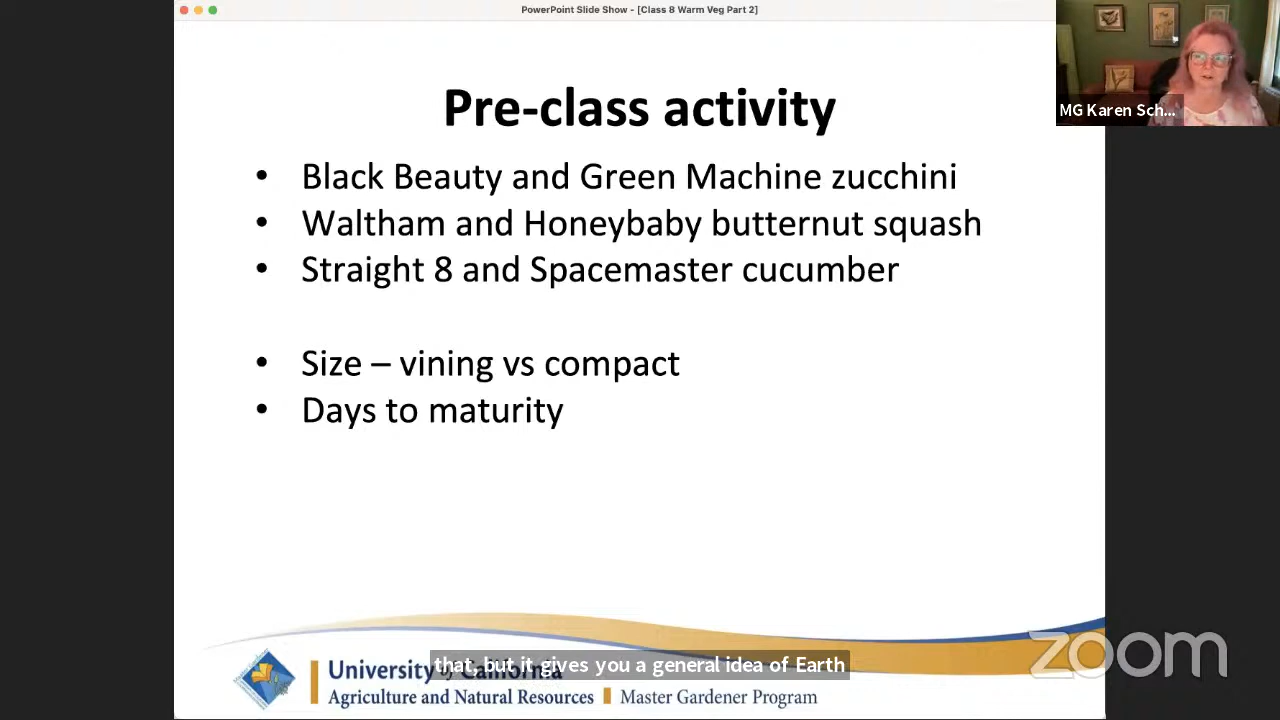 PowerPoint Slide Show - [Class 8 Warm Veg Part 2]
MG Karen Sch...
Pre-class activity
• Black Beauty and Green Machine zucchini
• Waltham and Honeybaby butternut squash
• Straight 8 and Spacemaster cucumber
• Size – vining vs compact
• Days to maturity
that, but it gives you a general idea of Earth
University of California
Agriculture and Natural Resources Master Gardener Program
zoom